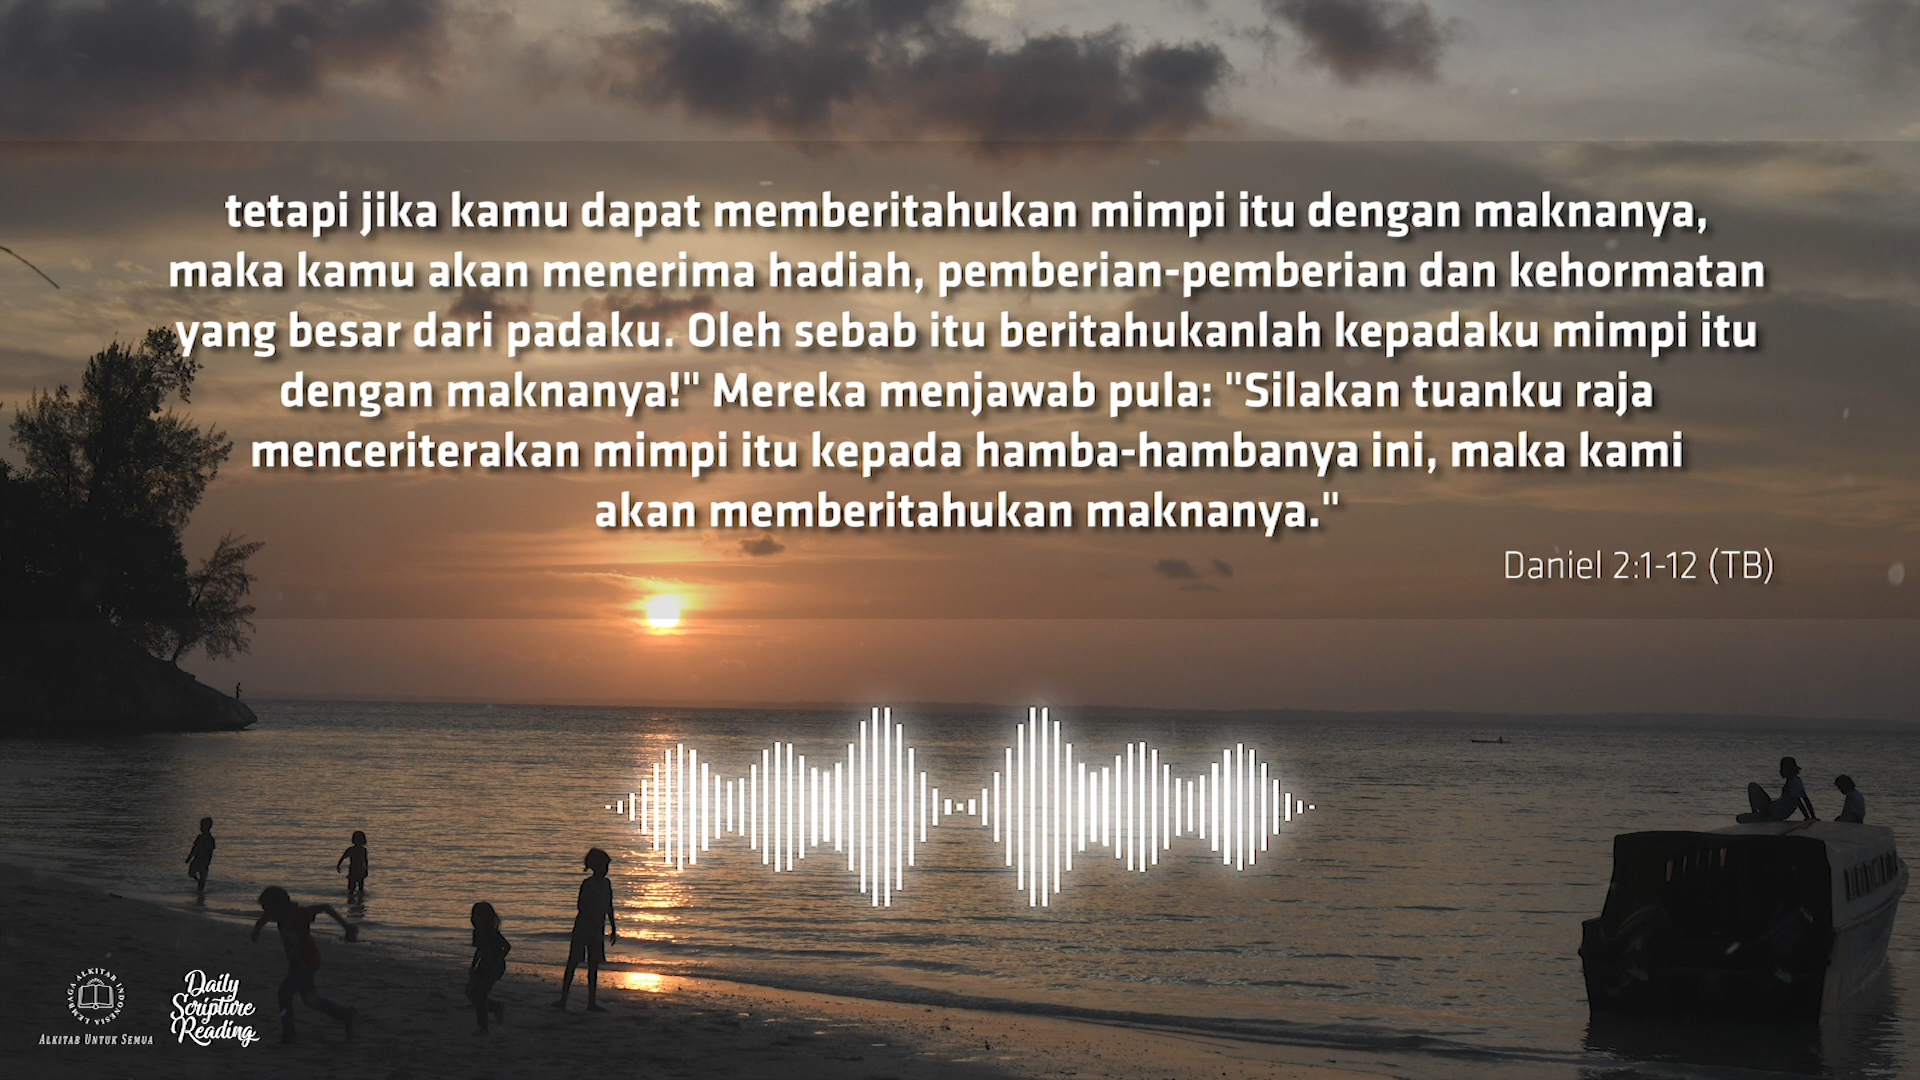 tetapi jika kamu dapat memberitahukan mimpi itu dengan maknanya,
maka kamu akan menerima hadiah, pemberian-pemberian dan kehormatan
yang besar dari padaku. Oleh sebab itu beritahukanlah kepadaku mimpi itu
dengan maknanya!" Mereka menjawab pula: "Silakan tuanku raja
menceriterakan mimpi itu kepada hamba-hambanya ini, maka kami
akan memberitahukan maknanya."
Daniel 2:1-12 (TB)
LEMBAGA ALKITAB INDONESIA
ALKITAB UNTUK SEMUA
Daily
Scripture
Reading